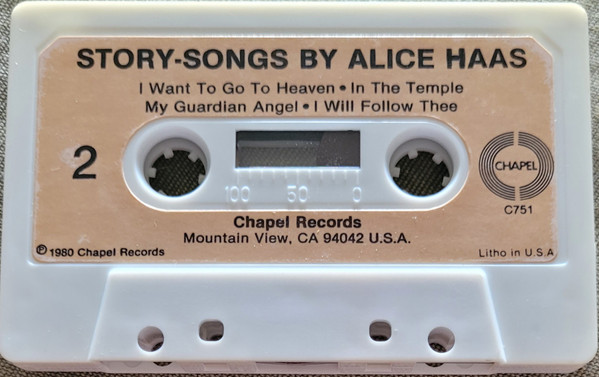 STORY-SONGS BY ALICE HAAS
I Want To Go To Heaven • In The Temple
My Guardian Angel • I Will Follow Thee
2
CHAPEL
C751
100 50 0
Chapel Records
Mountain View, CA 94042 U.S.A.
℗ 1980 Chapel Records
Litho in U.S.A